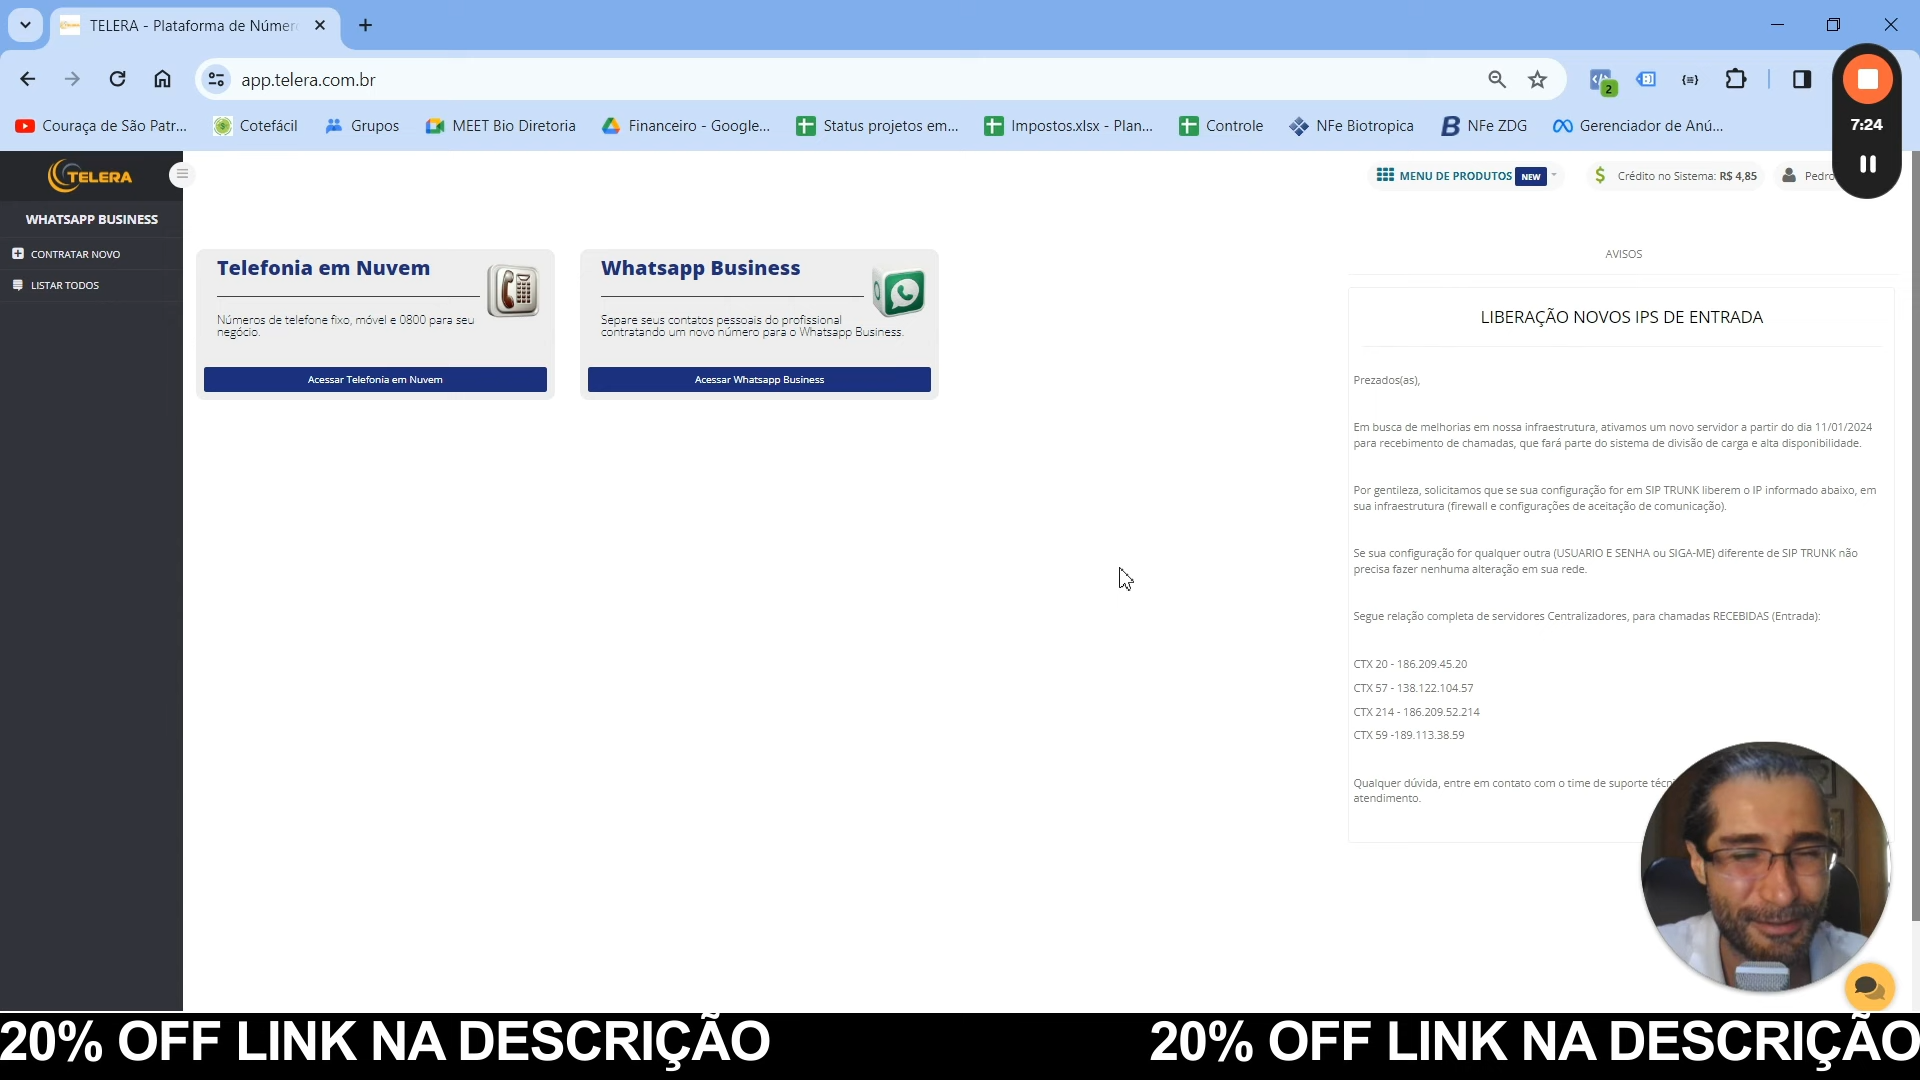 TELERA - Plataforma de Númer
app.telera.com.br
2
7:24
Couraça de São Patr...
Cotefácil
Grupos
MEET Bio Diretoria
Financeiro - Google...
Status projetos em...
Impostos.xlsx - Plan...
Controle
NFe Biotropica
NFe ZDG
Gerenciador de Anú...
TELERA
MENU DE PRODUTOS NEW
Crédito no Sistema: R$ 4,85
Pedro
WHATSAPP BUSINESS
CONTRATAR NOVO
LISTAR TODOS
Telefonia em Nuvem
Números de telefone fixo, móvel e 0800 para seu
negócio.
Acessar Telefonia em Nuvem
Whatsapp Business
Separe seus contatos pessoais do profissional
contratando um novo número para o Whatsapp Business.
Acessar Whatsapp Business
AVISOS
LIBERAÇÃO NOVOS IPS DE ENTRADA
Prezados(as),
Em busca de melhorias em nossa infraestrutura, ativamos um novo servidor a partir do dia 11/01/2024
para recebimento de chamadas, que fará parte do sistema de divisão de carga e alta disponibilidade.
Por gentileza, solicitamos que se sua configuração for em SIP TRUNK liberem o IP informado abaixo, em
sua infraestrutura (firewall e configurações de aceitação de comunicação).
Se sua configuração for qualquer outra (USUARIO E SENHA ou SIGA-ME) diferente de SIP TRUNK não
precisa fazer nenhuma alteração em sua rede.
Segue relação completa de servidores Centralizadores, para chamadas RECEBIDAS (Entrada):
CTX 20 - 186.209.45.20
CTX 57 - 138.122.104.57
CTX 214 - 186.209.52.214
CTX 59 -189.113.38.59
Qualquer dúvida, entre em contato com o time de suporte técni
atendimento.
20% OFF LINK NA DESCRIÇÃO
20% OFF LINK NA DESCRIÇÃO